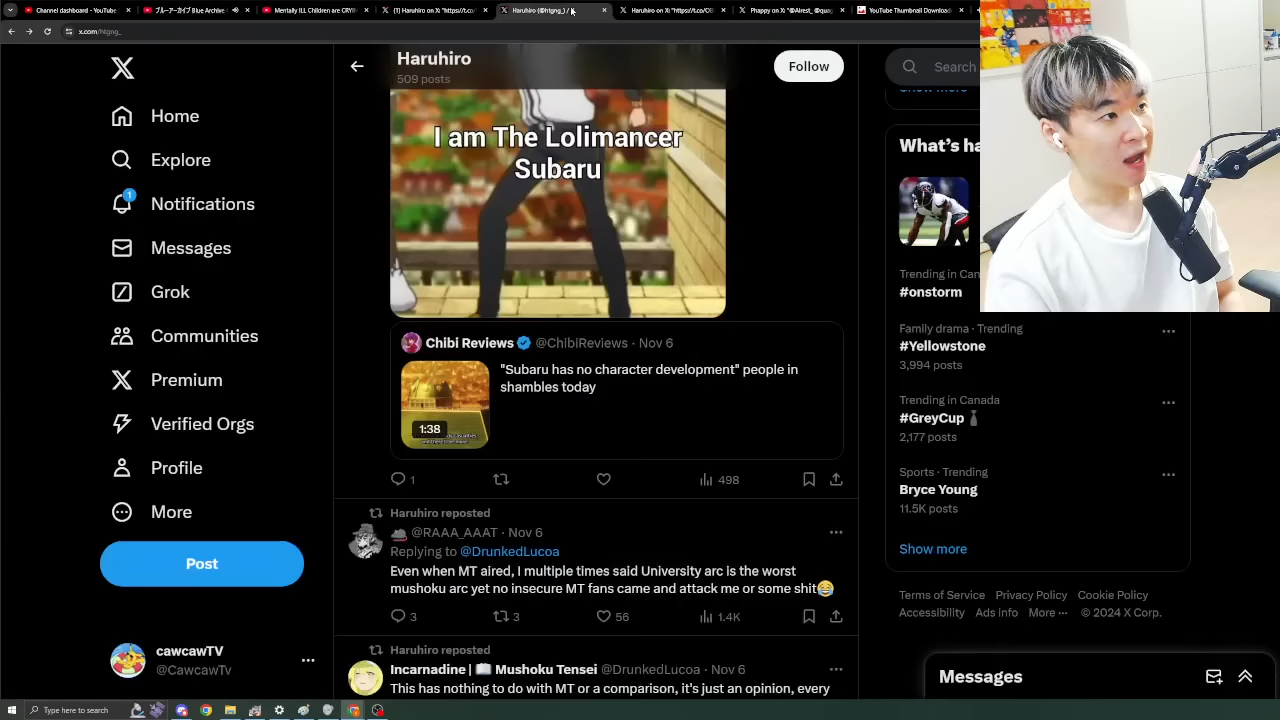 Channel dashboard - YouTube
ブルーアーカイブ Blue Archive
Mentally ILL Children are CRYI
(1) Haruhiro on X: "https://t.co/
Haruhiro (@htgng_) /
Haruhiro on X: "https://t.co/
Phappy on X: "@AIrest_
YouTube Thumbnail Download
x.com/htgng_
Haruhiro
509 posts
Follow
Search
Home
Explore
1
Notifications
Messages
Grok
Communities
Premium
Verified Orgs
Profile
More
Post
cawcawTV
@CawcawTv
I am The Lolimancer
Subaru
Chibi Reviews @ChibiReviews · Nov 6
"Subaru has no character development" people in
shambles today
1:38
1
498
Haruhiro reposted
@RAAA_AAAT · Nov 6
Replying to @DrunkedLucoa
Even when MT aired, I multiple times said University arc is the worst
mushoku arc yet no insecure MT fans came and attack me or some shit😂
3
3
56
1.4K
Haruhiro reposted
Incarnadine | 📖 Mushoku Tensei @DrunkedLucoa · Nov 6
This has nothing to do with MT or a comparison, it's just an opinion, every
Show more
What's ha
Trending in Can
#onstorm
Family drama · Trending
#Yellowstone
3,994 posts
Trending in Canada
#GreyCup
2,177 posts
Sports · Trending
Bryce Young
11.5K posts
Show more
Terms of Service Privacy Policy Cookie Policy
Accessibility Ads info More ··· © 2024 X Corp.
Messages
Type here to search